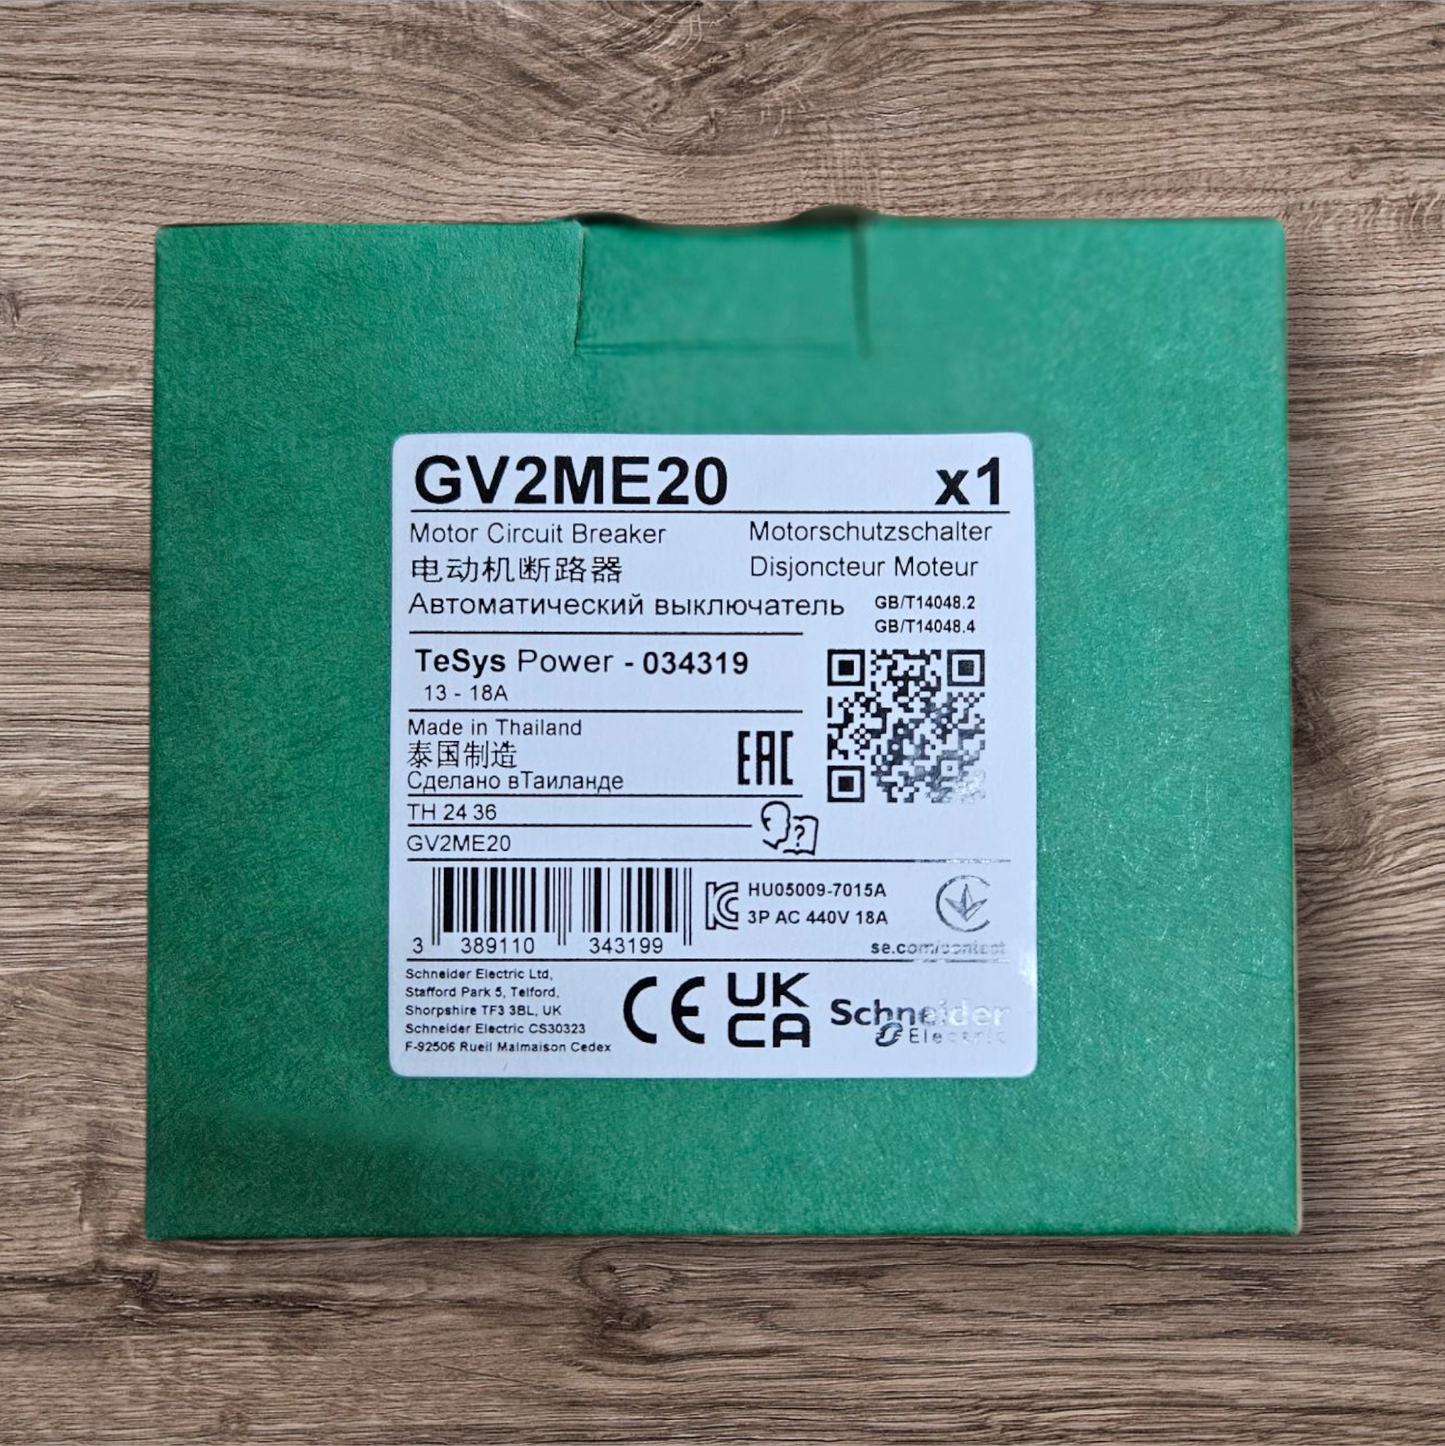 GV2ME20 x1
Motor Circuit Breaker Motorschutzschalter
电动机断路器 Disjoncteur Moteur
Автоматический выключатель GB/T14048.2
GB/T14048.4
TeSys Power - 034319
13 - 18A
Made in Thailand
泰国制造
Сделано вТаиланде
EAC
TH 24 36
?
GV2ME20
HU05009-7015A
3P AC 440V 18A
3 389110 343199
se.com/contact
Schneider Electric Ltd,
Stafford Park 5, Telford,
Shorpshire TF3 3BL, UK
Schneider Electric CS30323
F-92506 Rueil Malmaison Cedex
CE
UK
CA
Schneider
Electric